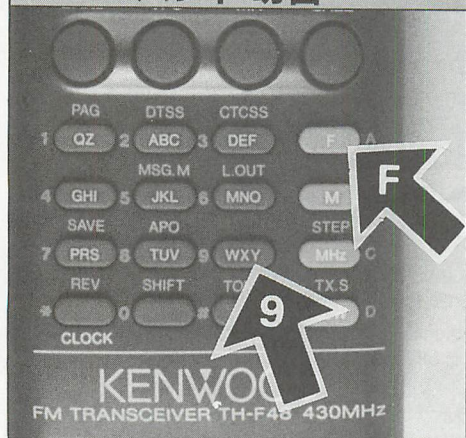 PAG DTSS CTCSS
1 QZ 2 ABC 3 DEF F A
MSG.M L.OUT
4 GHI 5 JKL 6 MNO M
SAVE APO STEP
7 PRS 8 TUV 9 WXY MHz C
REV SHIFT TX.S
* 0 # D
CLOCK
F
9
KENWOO
FM TRANSCEIVER TH-F48 430MHz